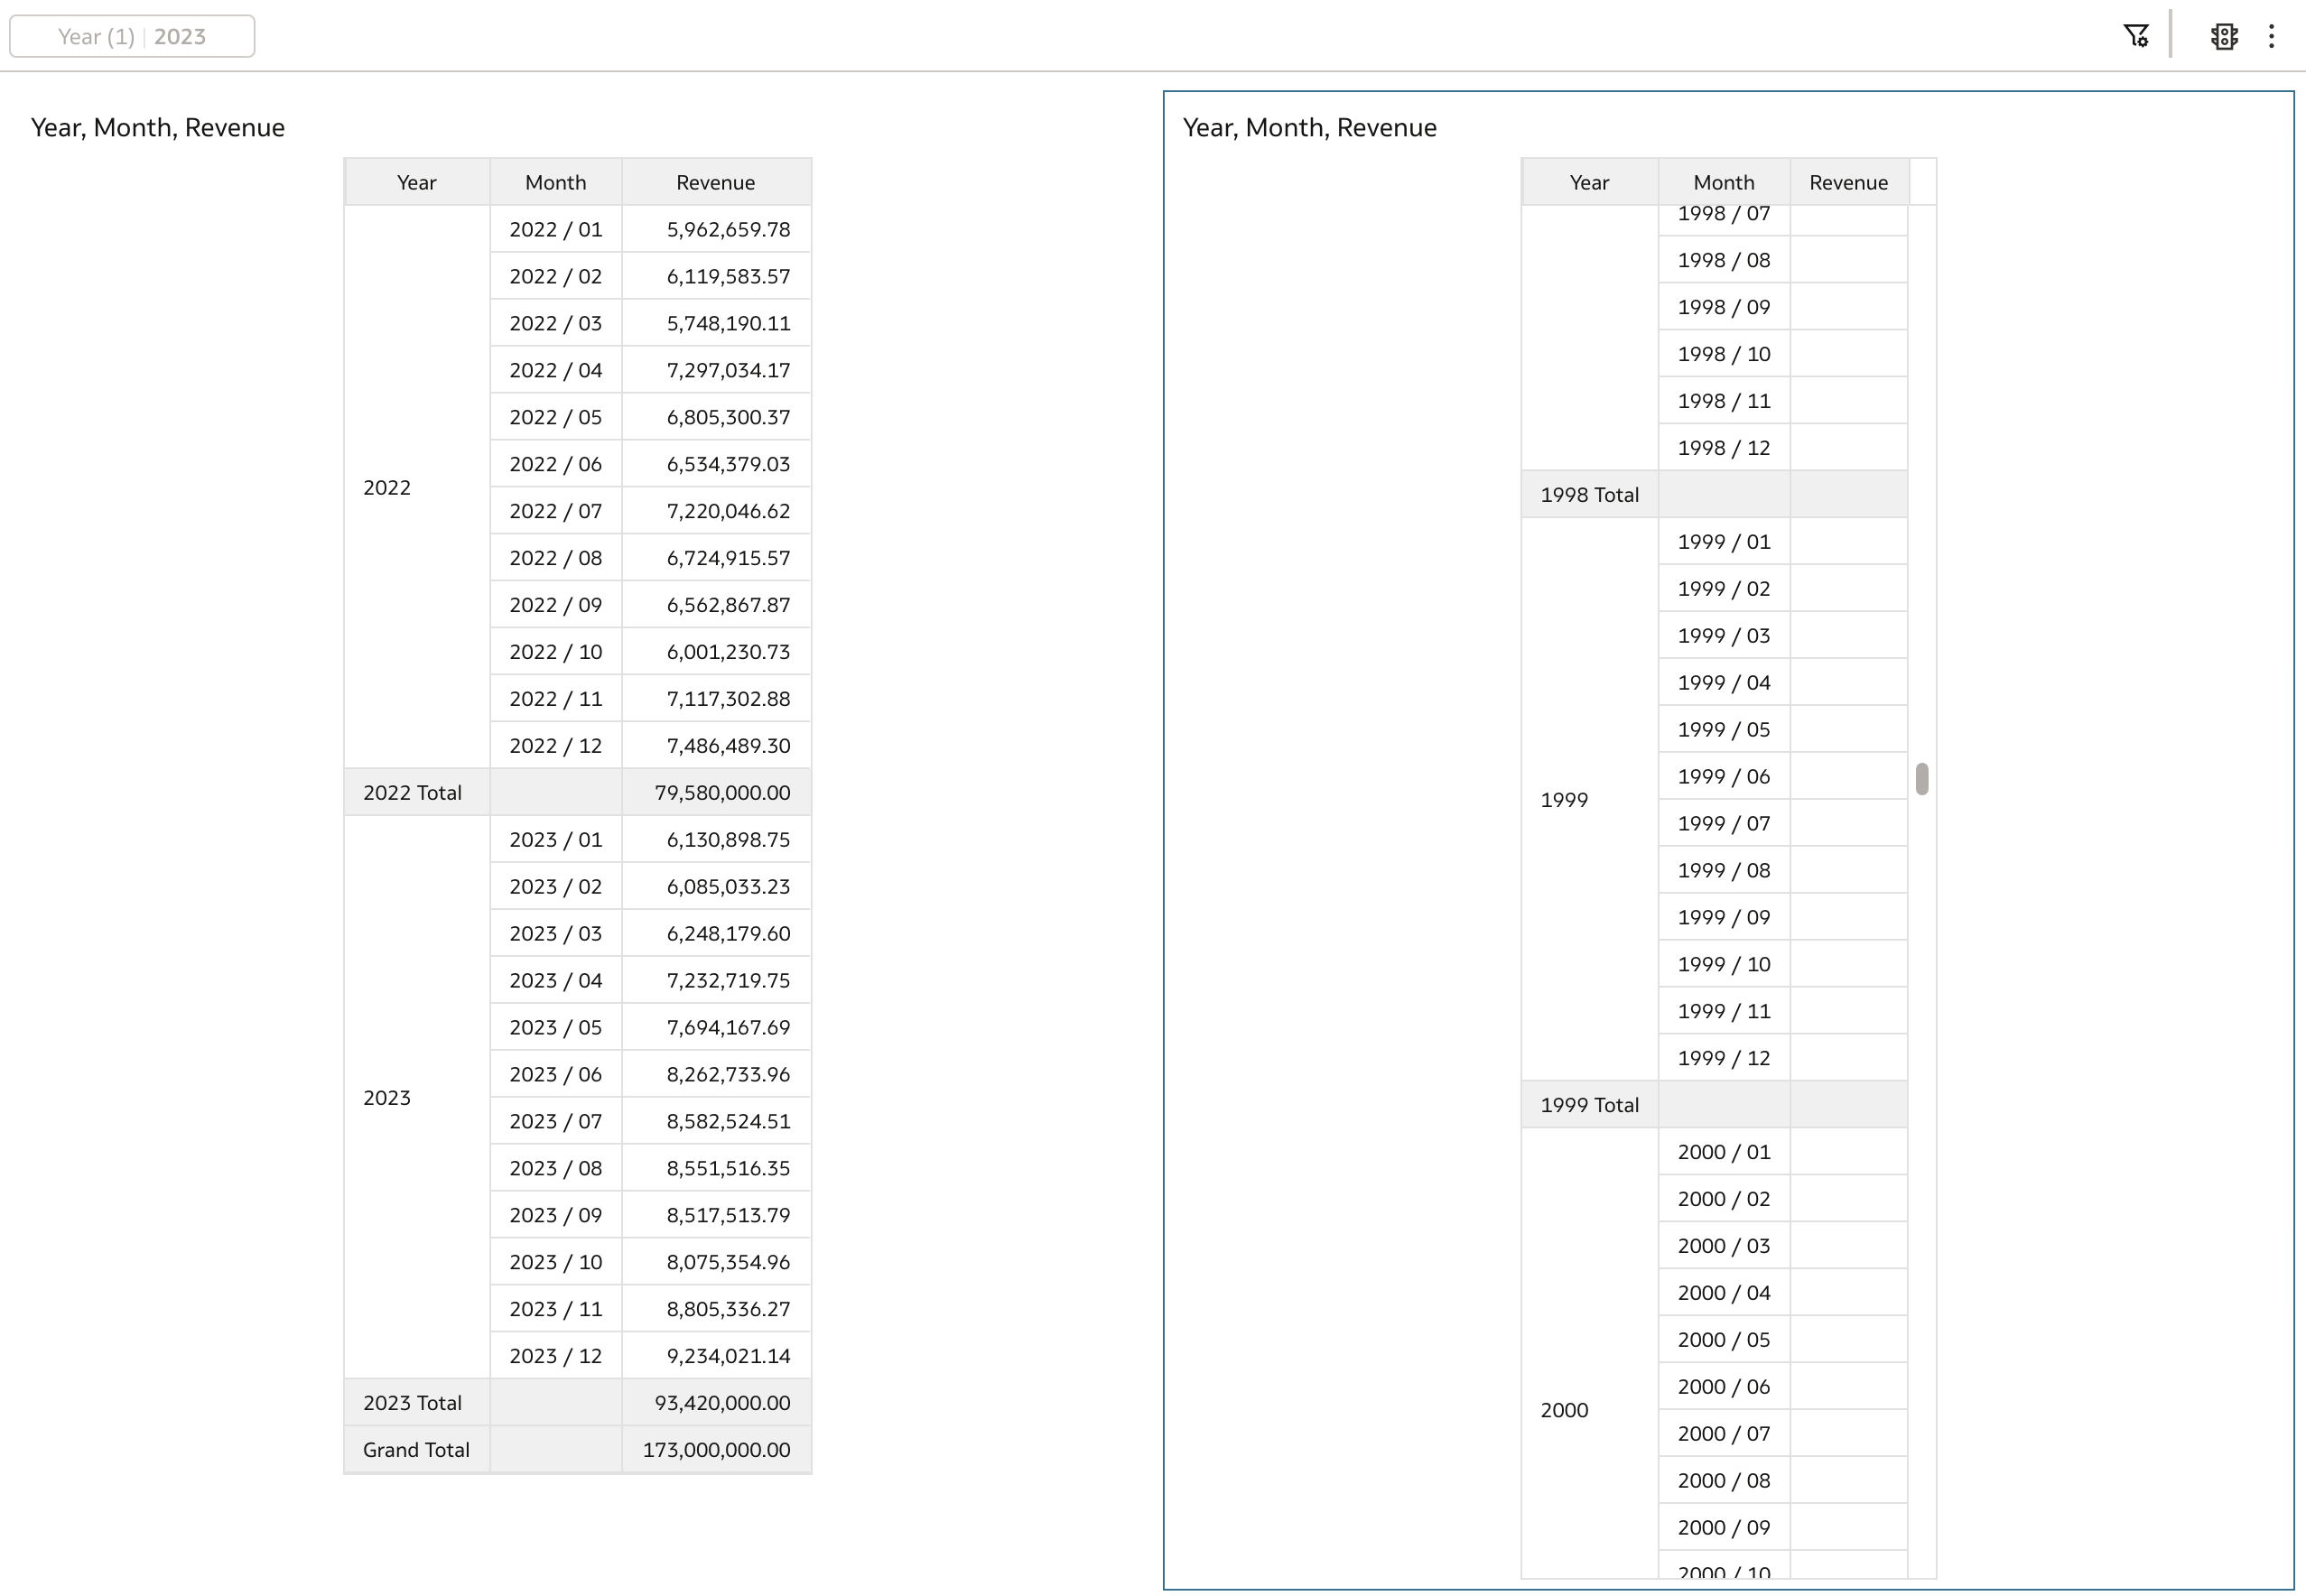 Year (1) | 2023
Year, Month, Revenue
Year Month Revenue
2022 / 01 5,962,659.78
2022 / 02 6,119,583.57
2022 / 03 5,748,190.11
2022 / 04 7,297,034.17
2022 / 05 6,805,300.37
2022 / 06 6,534,379.03
2022
2022 / 07 7,220,046.62
2022 / 08 6,724,915.57
2022 / 09 6,562,867.87
2022 / 10 6,001,230.73
2022 / 11 7,117,302.88
2022 / 12 7,486,489.30
2022 Total 79,580,000.00
2023 / 01 6,130,898.75
2023 / 02 6,085,033.23
2023 / 03 6,248,179.60
2023 / 04 7,232,719.75
2023 / 05 7,694,167.69
2023 / 06 8,262,733.96
2023
2023 / 07 8,582,524.51
2023 / 08 8,551,516.35
2023 / 09 8,517,513.79
2023 / 10 8,075,354.96
2023 / 11 8,805,336.27
2023 / 12 9,234,021.14
2023 Total 93,420,000.00
Grand Total 173,000,000.00
Year, Month, Revenue
Year Month Revenue
1998 / 07
1998 / 08
1998 / 09
1998 / 10
1998 / 11
1998 / 12
1998 Total
1999 / 01
1999 / 02
1999 / 03
1999 / 04
1999 / 05
1999 / 06
1999
1999 / 07
1999 / 08
1999 / 09
1999 / 10
1999 / 11
1999 / 12
1999 Total
2000 / 01
2000 / 02
2000 / 03
2000 / 04
2000 / 05
2000 / 06
2000
2000 / 07
2000 / 08
2000 / 09
2000 / 10